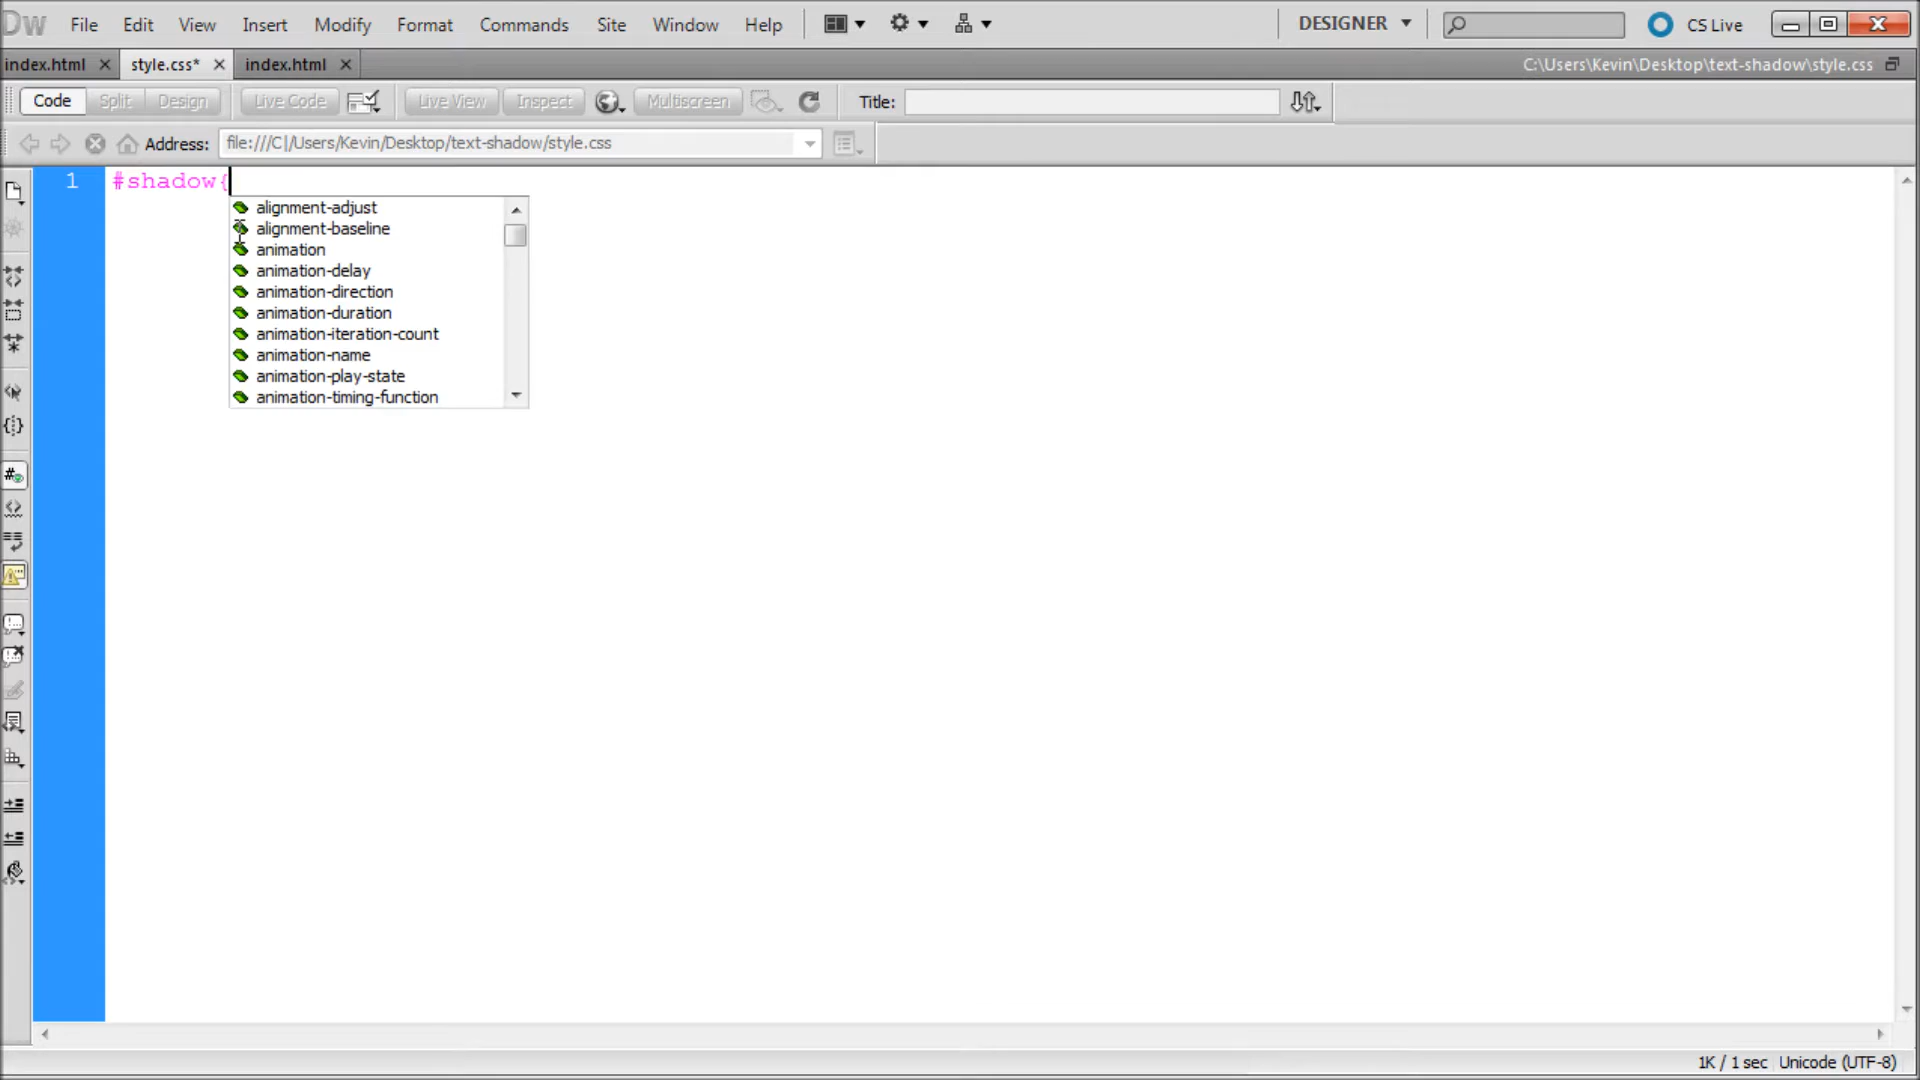 Dw File Edit View Insert Modify Format Commands Site Window Help DESIGNER CS Live
index.html style.css* index.html C:\Users\Kevin\Desktop\text-shadow\style.css
Code Split Design Live Code Live View Inspect Multiscreen Title:
Address: file:///C|/Users/Kevin/Desktop/text-shadow/style.css
1 #shadow{
alignment-adjust
alignment-baseline
animation
animation-delay
animation-direction
animation-duration
animation-iteration-count
animation-name
animation-play-state
animation-timing-function
1K / 1 sec Unicode (UTF-8)